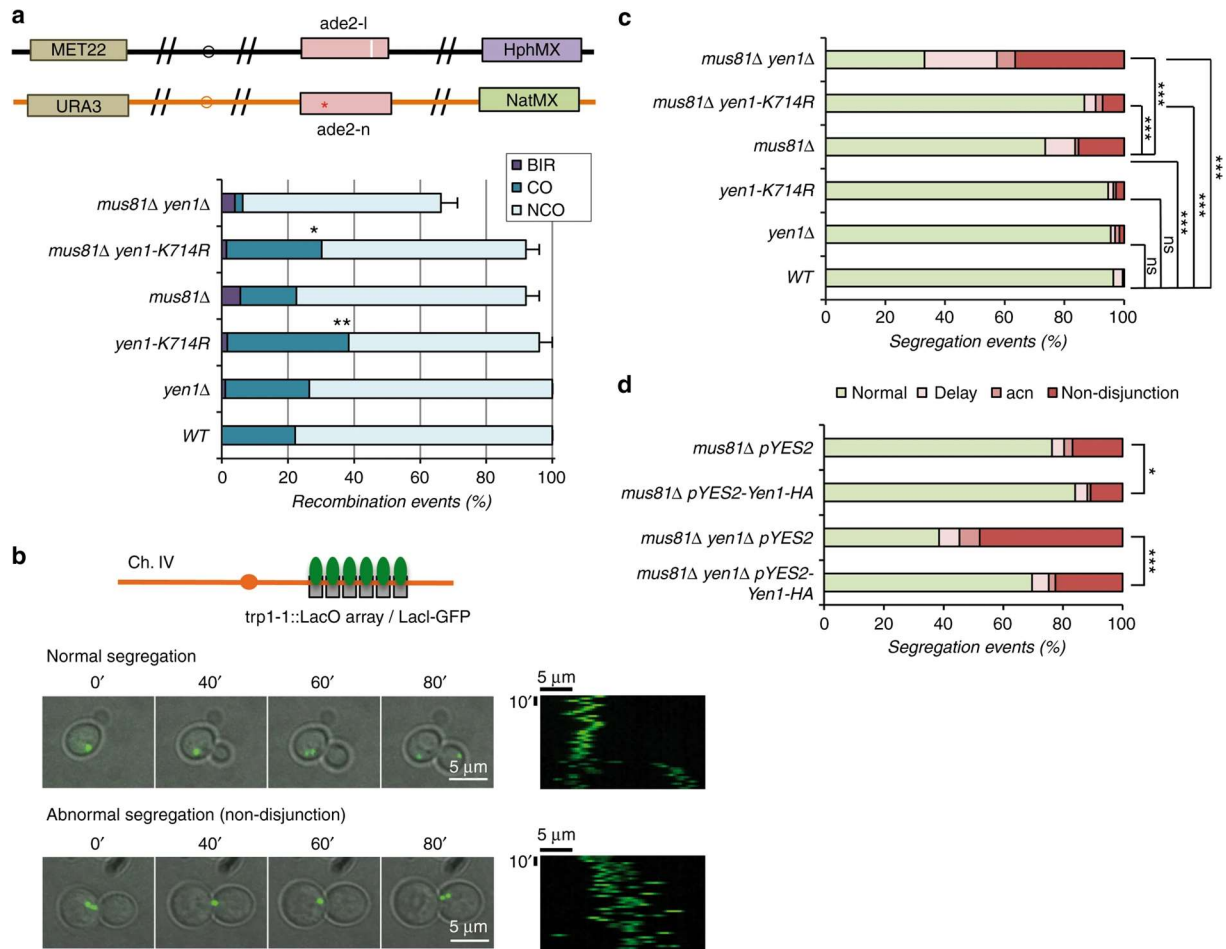 a
ade2-l
MET22
HphMX
URA3
*
NatMX
ade2-n
BIR
CO
NCO
mus81Δ yen1Δ
mus81Δ yen1-K714R
*
mus81Δ
yen1-K714R
**
yen1Δ
WT
0 20 40 60 80 100
Recombination events (%)
b
Ch. IV
trp1-1::LacO array / LacI-GFP
Normal segregation
0′ 40′ 60′ 80′
5 µm
5 µm
10′
Abnormal segregation (non-disjunction)
0′ 40′ 60′ 80′
5 µm
5 µm
10′
c
mus81Δ yen1Δ
mus81Δ yen1-K714R
mus81Δ
yen1-K714R
yen1Δ
WT
ns
ns
***
***
***
***
***
0 20 40 60 80 100
Segregation events (%)
d
Normal Delay acn Non-disjunction
mus81Δ pYES2
mus81Δ pYES2-Yen1-HA
*
mus81Δ yen1Δ pYES2
mus81Δ yen1Δ pYES2-
Yen1-HA
***
0 20 40 60 80 100
Segregation events (%)